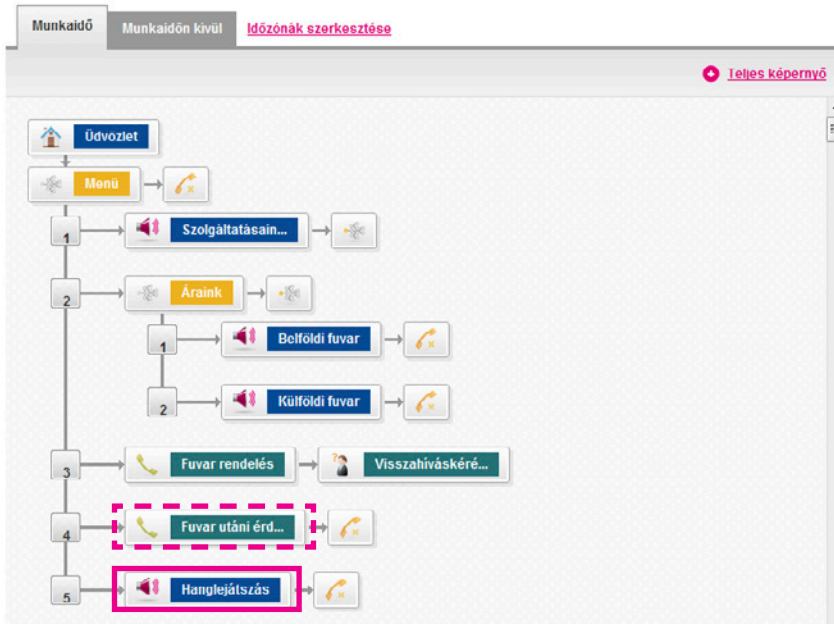 Munkaidő Munkaidőn kivül Időzónák szerkesztése
Teljes képernyő
Üdvözlet
Menü
1 Szolgáltatásain...
2 Áraink
1 Belföldi fuvar
2 Külföldi fuvar
3 Fuvar rendelés Visszahíváskéré...
4 Fuvar utáni érd...
5 Hanglejátszás